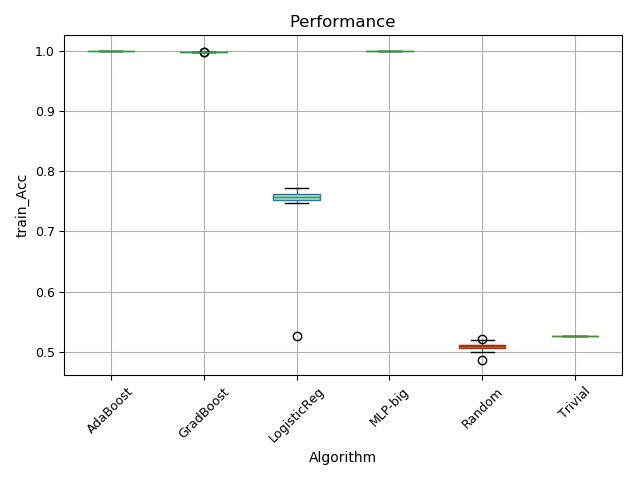 Performance
train_Acc
1.0
0.9
0.8
0.7
0.6
0.5
AdaBoost
GradBoost
LogisticReg
MLP-big
Random
Trivial
Algorithm